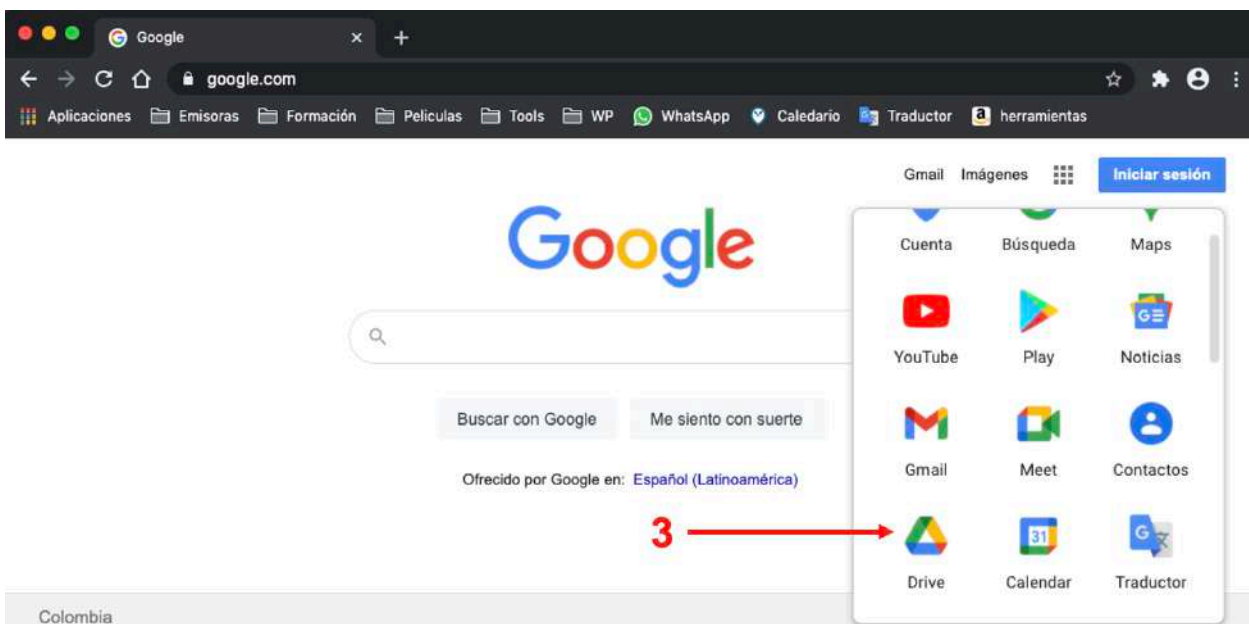 Google
google.com
Aplicaciones Emisoras Formación Peliculas Tools WP WhatsApp Caledario Traductor herramientas
Gmail Imágenes Iniciar sesión
Google
Cuenta Búsqueda Maps
YouTube Play Noticias
Buscar con Google Me siento con suerte
Gmail Meet Contactos
Ofrecido por Google en: Español (Latinoamérica)
3
31
Drive Calendar Traductor
Colombia